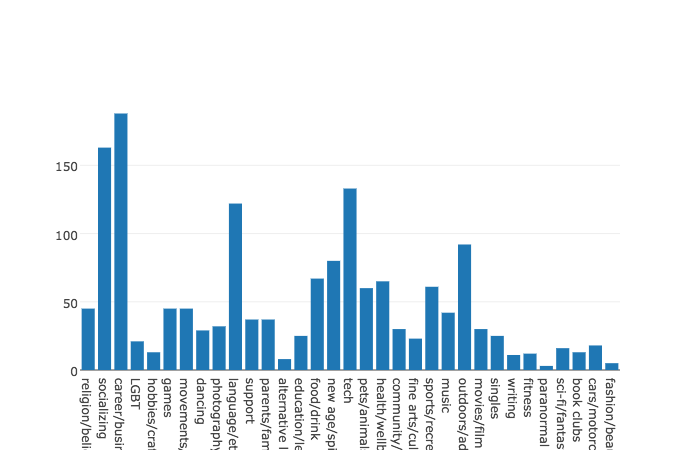 150
100
50
0
religion/beli
socializing
career/busin
LGBT
hobbies/craf
games
movements/
dancing
photography
language/et
support
parents/fam
alternative l
education/le
food/drink
new age/spi
tech
pets/animal
health/wellb
community/
fine arts/cul
sports/recre
music
outdoors/ad
movies/film
singles
writing
fitness
paranormal
sci-fi/fantas
book clubs
cars/motorc
fashion/beau